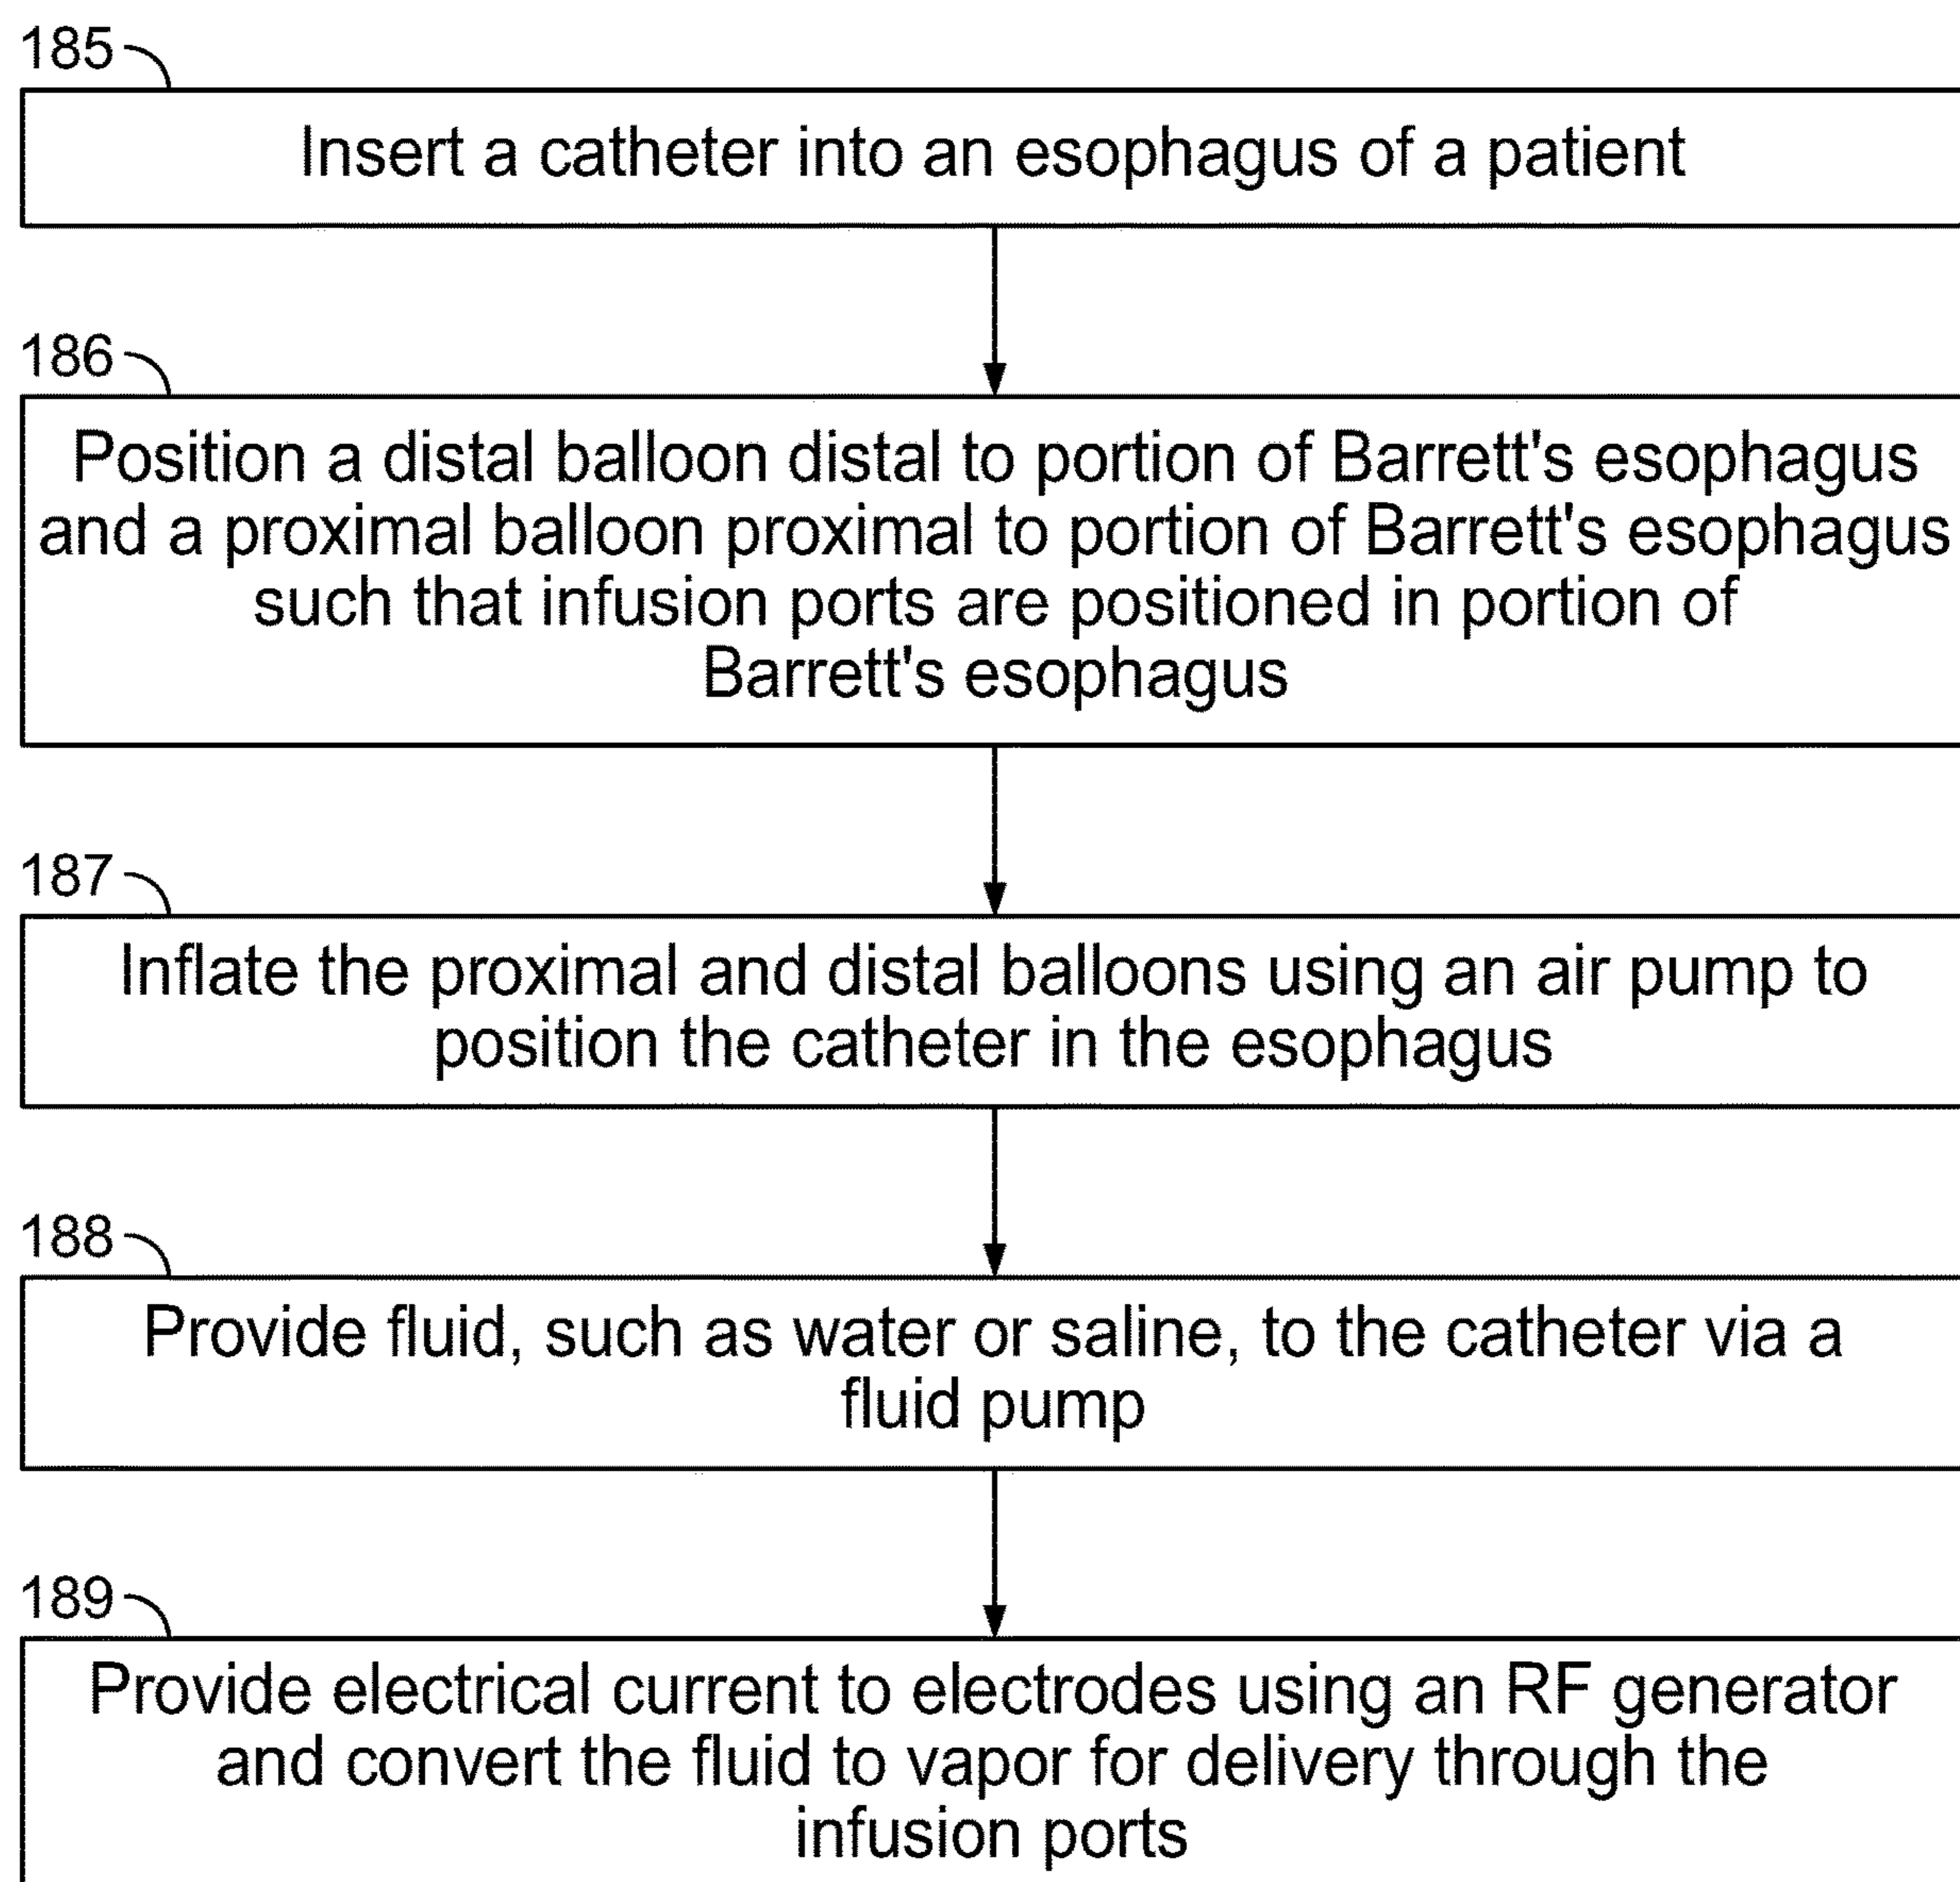 185
Insert a catheter into an esophagus of a patient
186
Position a distal balloon distal to portion of Barrett's esophagus
and a proximal balloon proximal to portion of Barrett's esophagus
such that infusion ports are positioned in portion of
Barrett's esophagus
187
Inflate the proximal and distal balloons using an air pump to
position the catheter in the esophagus
188
Provide fluid, such as water or saline, to the catheter via a
fluid pump
189
Provide electrical current to electrodes using an RF generator
and convert the fluid to vapor for delivery through the
infusion ports